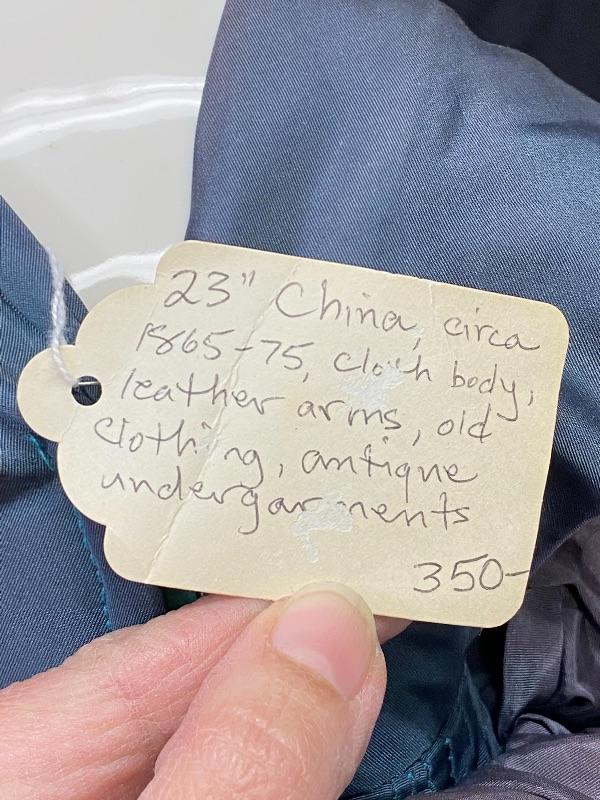 23" China, circa
1865-75, cloth body,
leather arms, old
clothing, antique
undergarments
350-